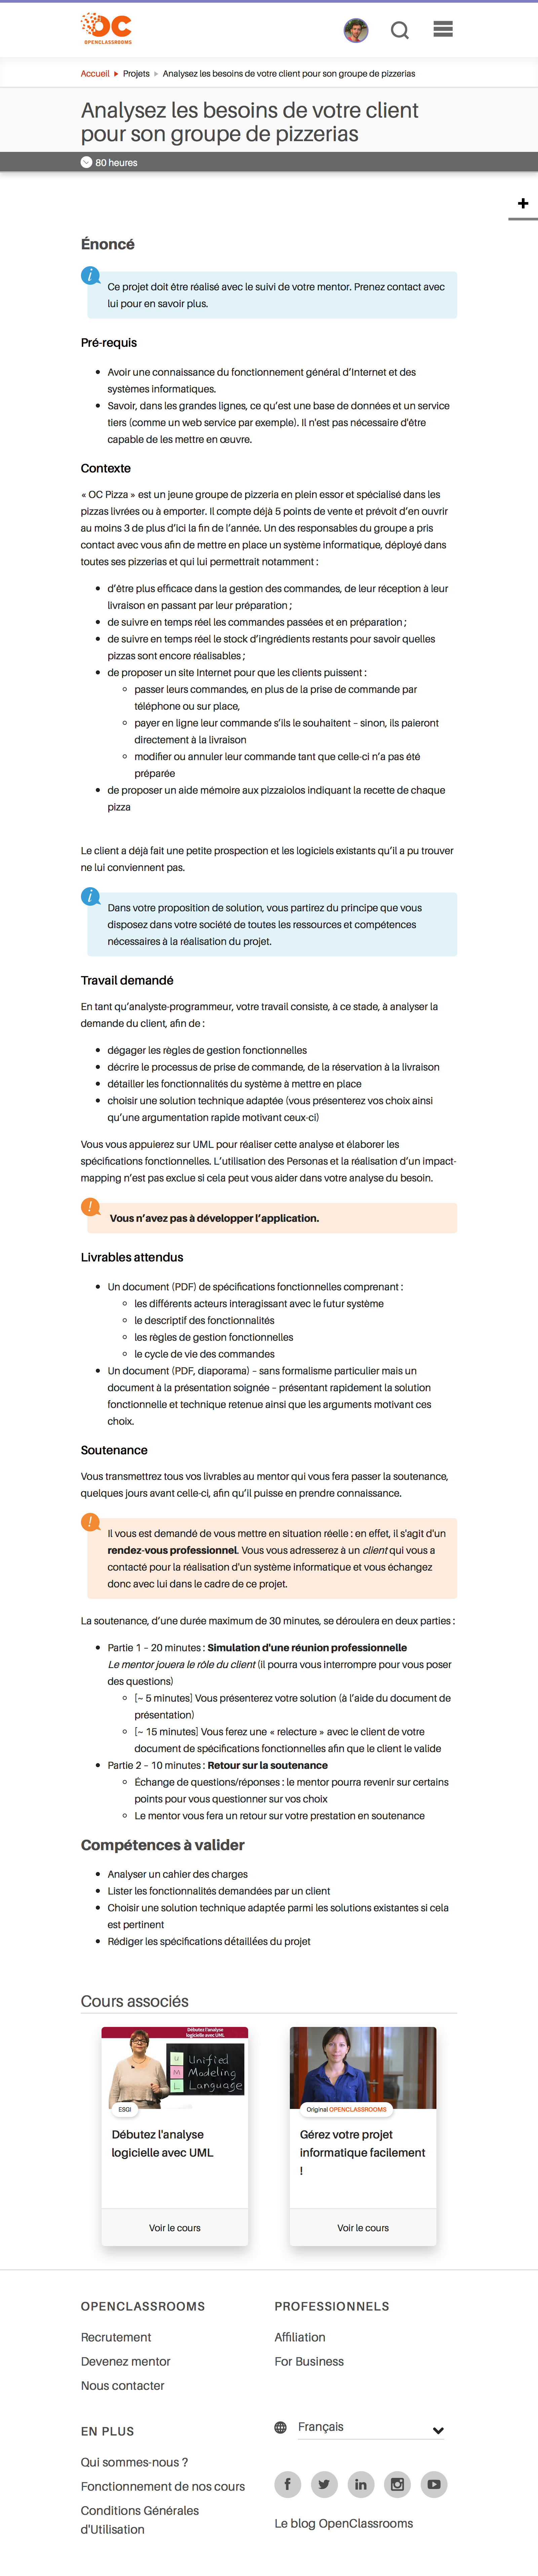 OC
OPENCLASSROOMS
Accueil ▸ Projets ▸ Analysez les besoins de votre client pour son groupe de pizzerias
Analysez les besoins de votre client
pour son groupe de pizzerias
80 heures
+
Énoncé
i
Ce projet doit être réalisé avec le suivi de votre mentor. Prenez contact avec
lui pour en savoir plus.
Pré-requis
• Avoir une connaissance du fonctionnement général d’Internet et des
systèmes informatiques.
• Savoir, dans les grandes lignes, ce qu’est une base de données et un service
tiers (comme un web service par exemple). Il n'est pas nécessaire d'être
capable de les mettre en œuvre.
Contexte
« OC Pizza » est un jeune groupe de pizzeria en plein essor et spécialisé dans les
pizzas livrées ou à emporter. Il compte déjà 5 points de vente et prévoit d’en ouvrir
au moins 3 de plus d’ici la fin de l’année. Un des responsables du groupe a pris
contact avec vous afin de mettre en place un système informatique, déployé dans
toutes ses pizzerias et qui lui permettrait notamment :
• d’être plus efficace dans la gestion des commandes, de leur réception à leur
livraison en passant par leur préparation ;
• de suivre en temps réel les commandes passées et en préparation ;
• de suivre en temps réel le stock d’ingrédients restants pour savoir quelles
pizzas sont encore réalisables ;
• de proposer un site Internet pour que les clients puissent :
◦ passer leurs commandes, en plus de la prise de commande par
téléphone ou sur place,
◦ payer en ligne leur commande s’ils le souhaitent – sinon, ils paieront
directement à la livraison
◦ modifier ou annuler leur commande tant que celle-ci n’a pas été
préparée
• de proposer un aide mémoire aux pizzaiolos indiquant la recette de chaque
pizza
Le client a déjà fait une petite prospection et les logiciels existants qu’il a pu trouver
ne lui conviennent pas.
i
Dans votre proposition de solution, vous partirez du principe que vous
disposez dans votre société de toutes les ressources et compétences
nécessaires à la réalisation du projet.
Travail demandé
En tant qu’analyste-programmeur, votre travail consiste, à ce stade, à analyser la
demande du client, afin de :
• dégager les règles de gestion fonctionnelles
• décrire le processus de prise de commande, de la réservation à la livraison
• détailler les fonctionnalités du système à mettre en place
• choisir une solution technique adaptée (vous présenterez vos choix ainsi
qu’une argumentation rapide motivant ceux-ci)
Vous vous appuierez sur UML pour réaliser cette analyse et élaborer les
spécifications fonctionnelles. L’utilisation des Personas et la réalisation d’un impact-
mapping n’est pas exclue si cela peut vous aider dans votre analyse du besoin.
!
Vous n’avez pas à développer l’application.
Livrables attendus
• Un document (PDF) de spécifications fonctionnelles comprenant :
◦ les différents acteurs interagissant avec le futur système
◦ le descriptif des fonctionnalités
◦ les règles de gestion fonctionnelles
◦ le cycle de vie des commandes
• Un document (PDF, diaporama) – sans formalisme particulier mais un
document à la présentation soignée – présentant rapidement la solution
fonctionnelle et technique retenue ainsi que les arguments motivant ces
choix.
Soutenance
Vous transmettrez tous vos livrables au mentor qui vous fera passer la soutenance,
quelques jours avant celle-ci, afin qu’il puisse en prendre connaissance.
!
Il vous est demandé de vous mettre en situation réelle : en effet, il s'agit d'un
rendez-vous professionnel. Vous vous adresserez à un client qui vous a
contacté pour la réalisation d'un système informatique et vous échangez
donc avec lui dans le cadre de ce projet.
La soutenance, d’une durée maximum de 30 minutes, se déroulera en deux parties :
• Partie 1 – 20 minutes : Simulation d'une réunion professionnelle
Le mentor jouera le rôle du client (il pourra vous interrompre pour vous poser
des questions)
◦ [~ 5 minutes] Vous présenterez votre solution (à l’aide du document de
présentation)
◦ [~ 15 minutes] Vous ferez une « relecture » avec le client de votre
document de spécifications fonctionnelles afin que le client le valide
• Partie 2 – 10 minutes : Retour sur la soutenance
◦ Échange de questions/réponses : le mentor pourra revenir sur certains
points pour vous questionner sur vos choix
◦ Le mentor vous fera un retour sur votre prestation en soutenance
Compétences à valider
• Analyser un cahier des charges
• Lister les fonctionnalités demandées par un client
• Choisir une solution technique adaptée parmi les solutions existantes si cela
est pertinent
• Rédiger les spécifications détaillées du projet
Cours associés
Débutez l'analyse
logicielle avec UML
U Unified
M Modeling
L Language
ESGI
Original OPENCLASSROOMS
Débutez l'analyse
logicielle avec UML
Gérez votre projet
informatique facilement
!
Voir le cours
Voir le cours
OPENCLASSROOMS
Recrutement
Devenez mentor
Nous contacter
PROFESSIONNELS
Affiliation
For Business
EN PLUS
Qui sommes-nous ?
Fonctionnement de nos cours
Conditions Générales
d'Utilisation
Français
f in
Le blog OpenClassrooms